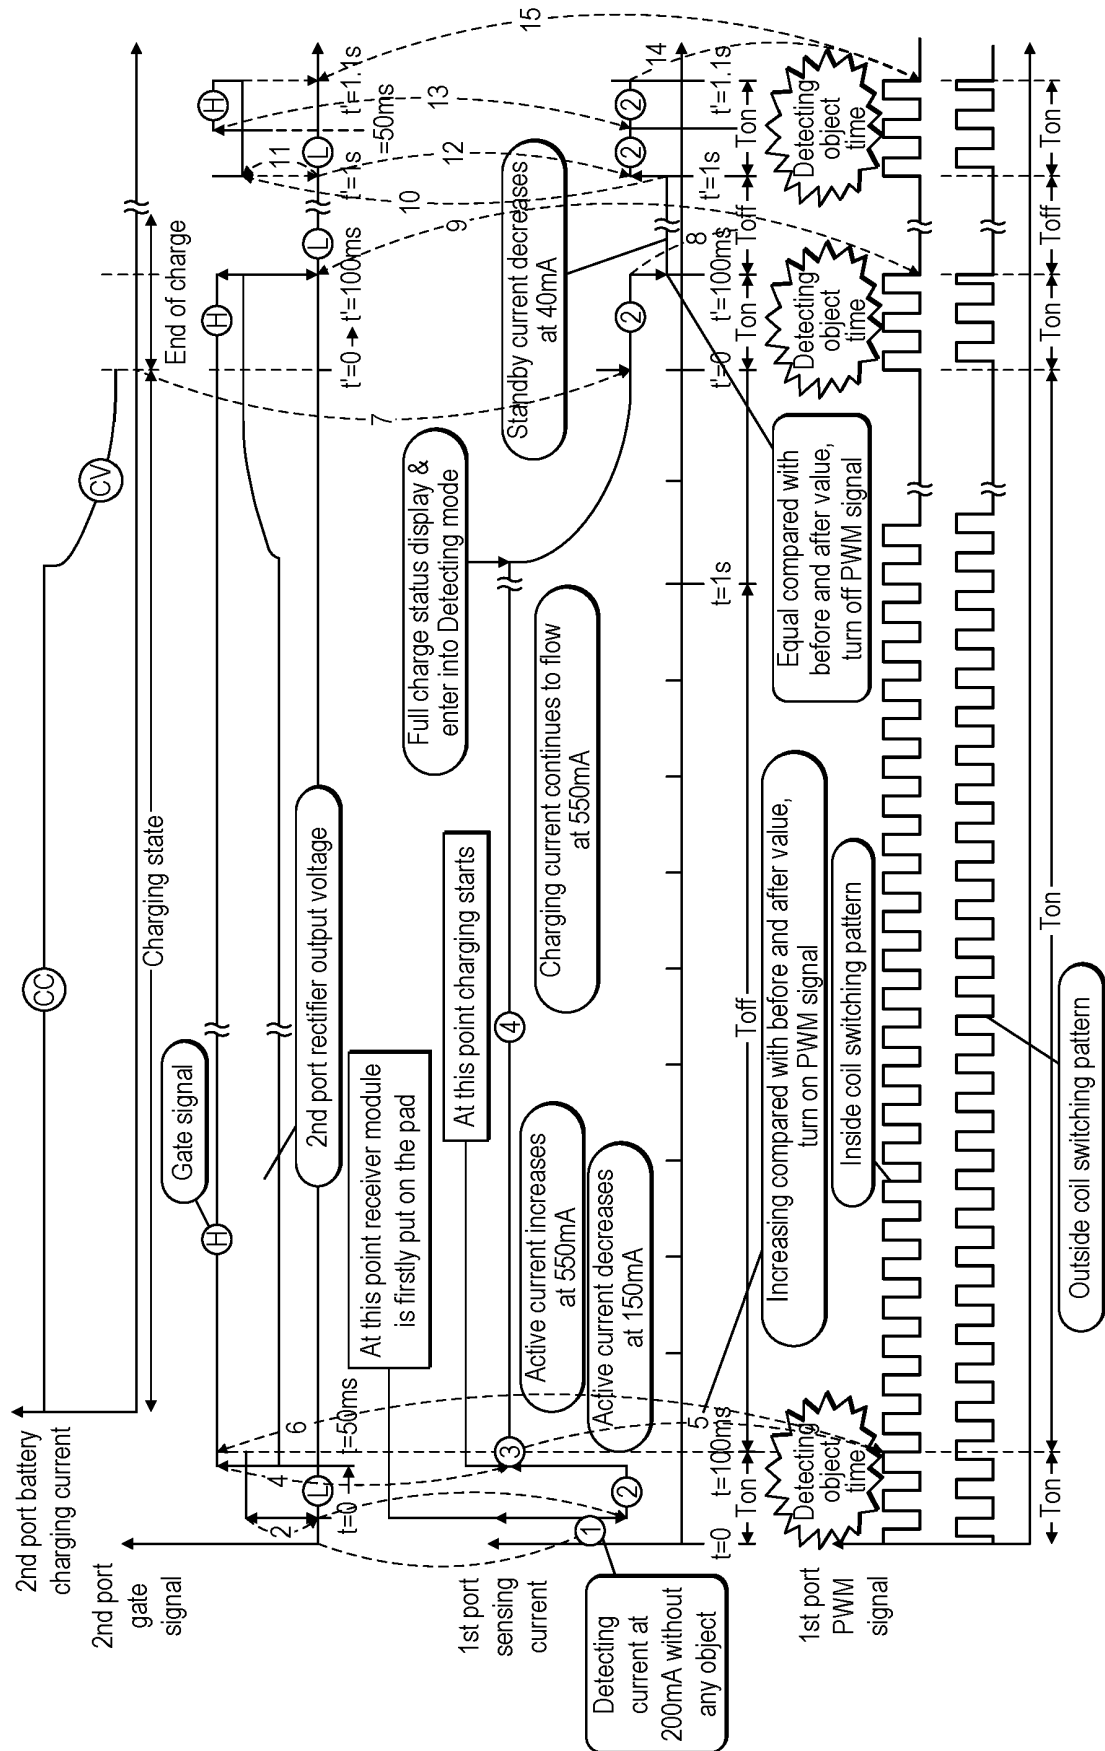 2nd port battery
charging current
CC
CV
Charging state
End of charge
2nd port
gate
signal
Gate signal
H
H
H
2
4
6
L
L
L
9
10
11
12
13
15
2nd port rectifier output voltage
t=0
t=50ms
t'=0
t'=100ms
t'=1s
=50ms
t'=1.1s
At this point receiver module
is firstly put on the pad
At this point charging starts
Full charge status display &
enter into Detecting mode
7
Standby current decreases
at 40mA
1st port
sensing
current
1
2
3
4
2
2
2
8
14
Active current increases
at 550mA
Active current decreases
at 150mA
Charging current continues to flow
at 550mA
Detecting
current at
200mA without
any object
5
t=0
t=100ms
t=1s
t'=0
t'=100ms
t'=1s
t'=1.1s
Ton
Toff
Ton
Toff
Ton
Increasing compared with before and after value,
turn on PWM signal
Equal compared with
before and after value,
turn off PWM signal
Detecting
object
time
Detecting
object
time
Detecting
object
time
1st port
PWM
signal
Inside coil switching pattern
Outside coil switching pattern
Ton
Ton
Ton
Toff
Ton